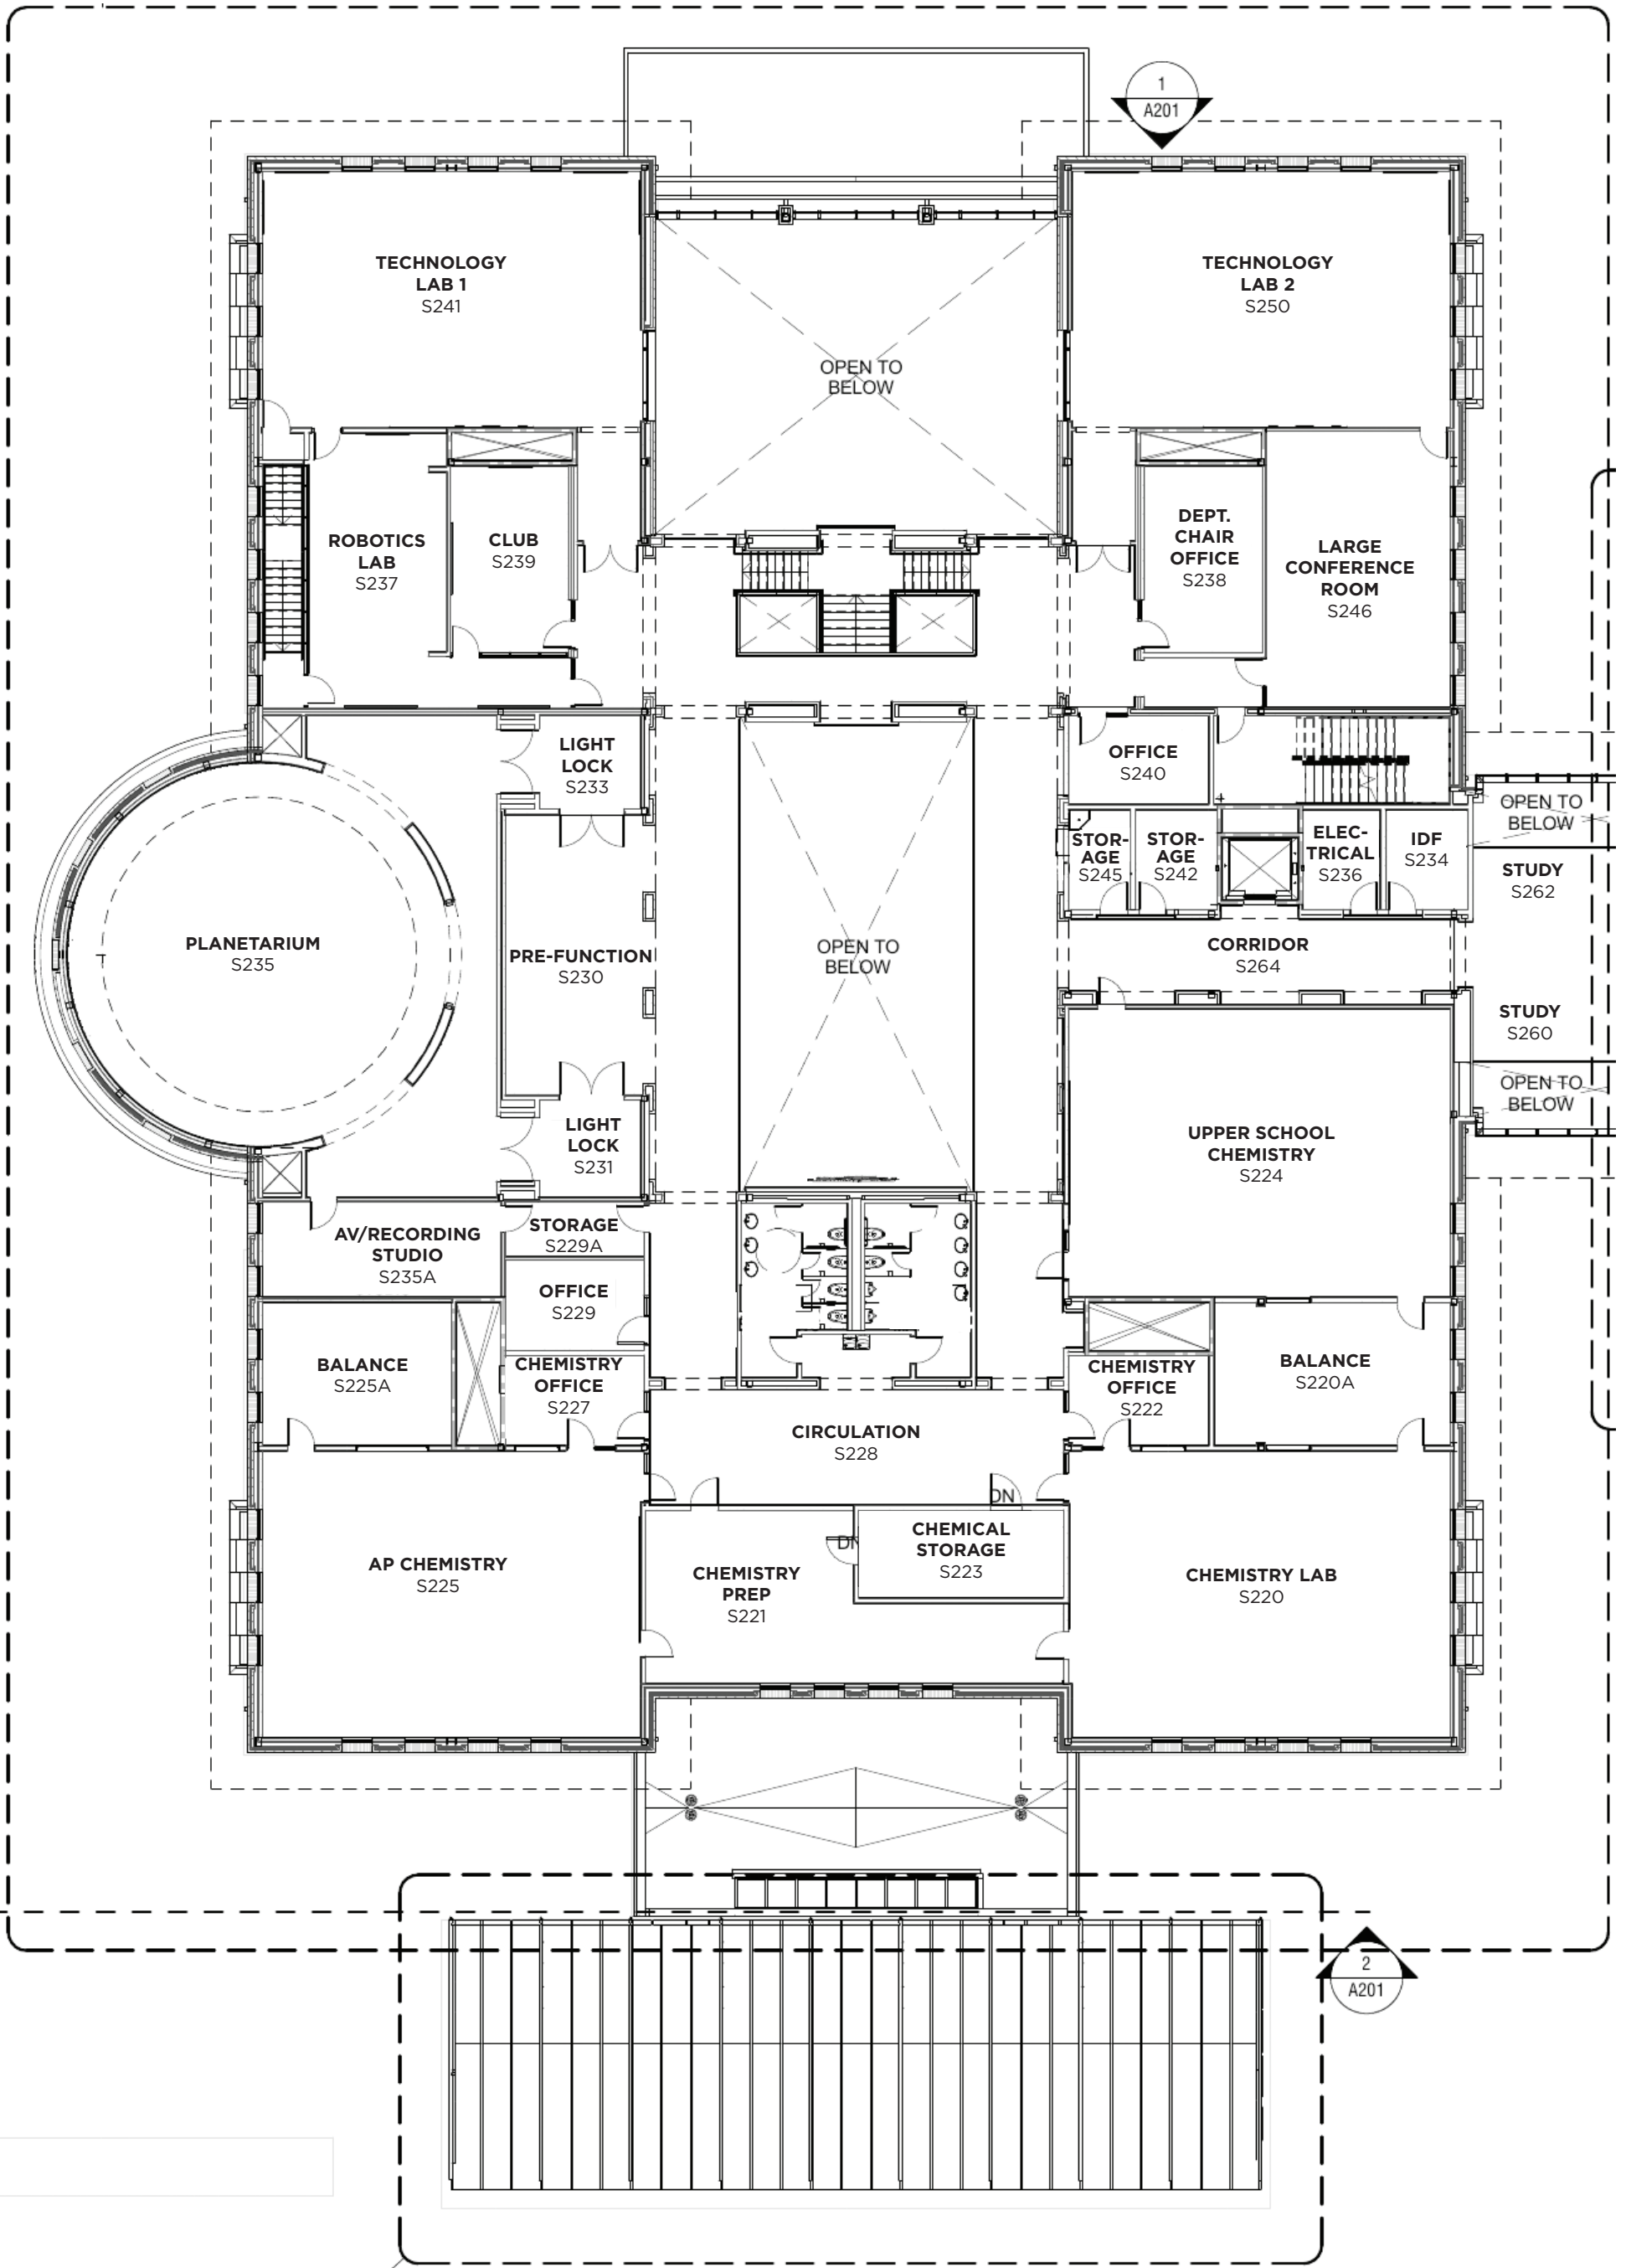 1
A201
TECHNOLOGY
LAB 1
S241
TECHNOLOGY
LAB 2
S250
OPEN TO
BELOW
ROBOTICS
LAB
S237
CLUB
S239
DEPT.
CHAIR
OFFICE
S238
LARGE
CONFERENCE
ROOM
S246
LIGHT
LOCK
S233
OFFICE
S240
STOR-
AGE
S245
STOR-
AGE
S242
ELEC-
TRICAL
S236
IDF
S234
OPEN TO
BELOW
STUDY
S262
PLANETARIUM
S235
PRE-FUNCTION
S230
OPEN TO
BELOW
CORRIDOR
S264
STUDY
S260
OPEN TO
BELOW
LIGHT
LOCK
S231
UPPER SCHOOL
CHEMISTRY
S224
AV/RECORDING
STUDIO
S235A
STORAGE
S229A
OFFICE
S229
BALANCE
S225A
CHEMISTRY
OFFICE
S227
CHEMISTRY
OFFICE
S222
BALANCE
S220A
CIRCULATION
S228
DN
DN
AP CHEMISTRY
S225
CHEMISTRY
PREP
S221
CHEMICAL
STORAGE
S223
CHEMISTRY LAB
S220
2
A201